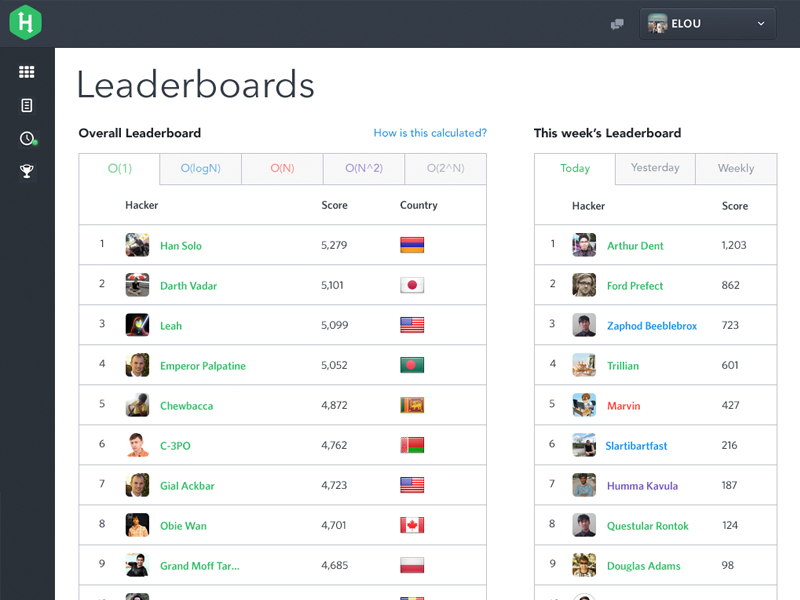 H
ELOU
Leaderboards
Overall Leaderboard
How is this calculated?
O(1) O(logN) O(N) O(N^2) O(2^N)
Hacker Score Country
1 Han Solo 5,279
2 Darth Vadar 5,101
3 Leah 5,099
4 Emperor Palpatine 5,052
5 Chewbacca 4,872
6 C-3PO 4,762
7 Gial Ackbar 4,723
8 Obie Wan 4,701
9 Grand Moff Tar...  4,685
This week’s Leaderboard
Today Yesterday Weekly
Hacker Score
1 Arthur Dent 1,203
2 Ford Prefect 862
3 Zaphod Beeblebrox 723
4 Trillian 601
5 Marvin 427
6 Slartibartfast 216
7 Humma Kavula 187
8 Questular Rontok 124
9 Douglas Adams 98